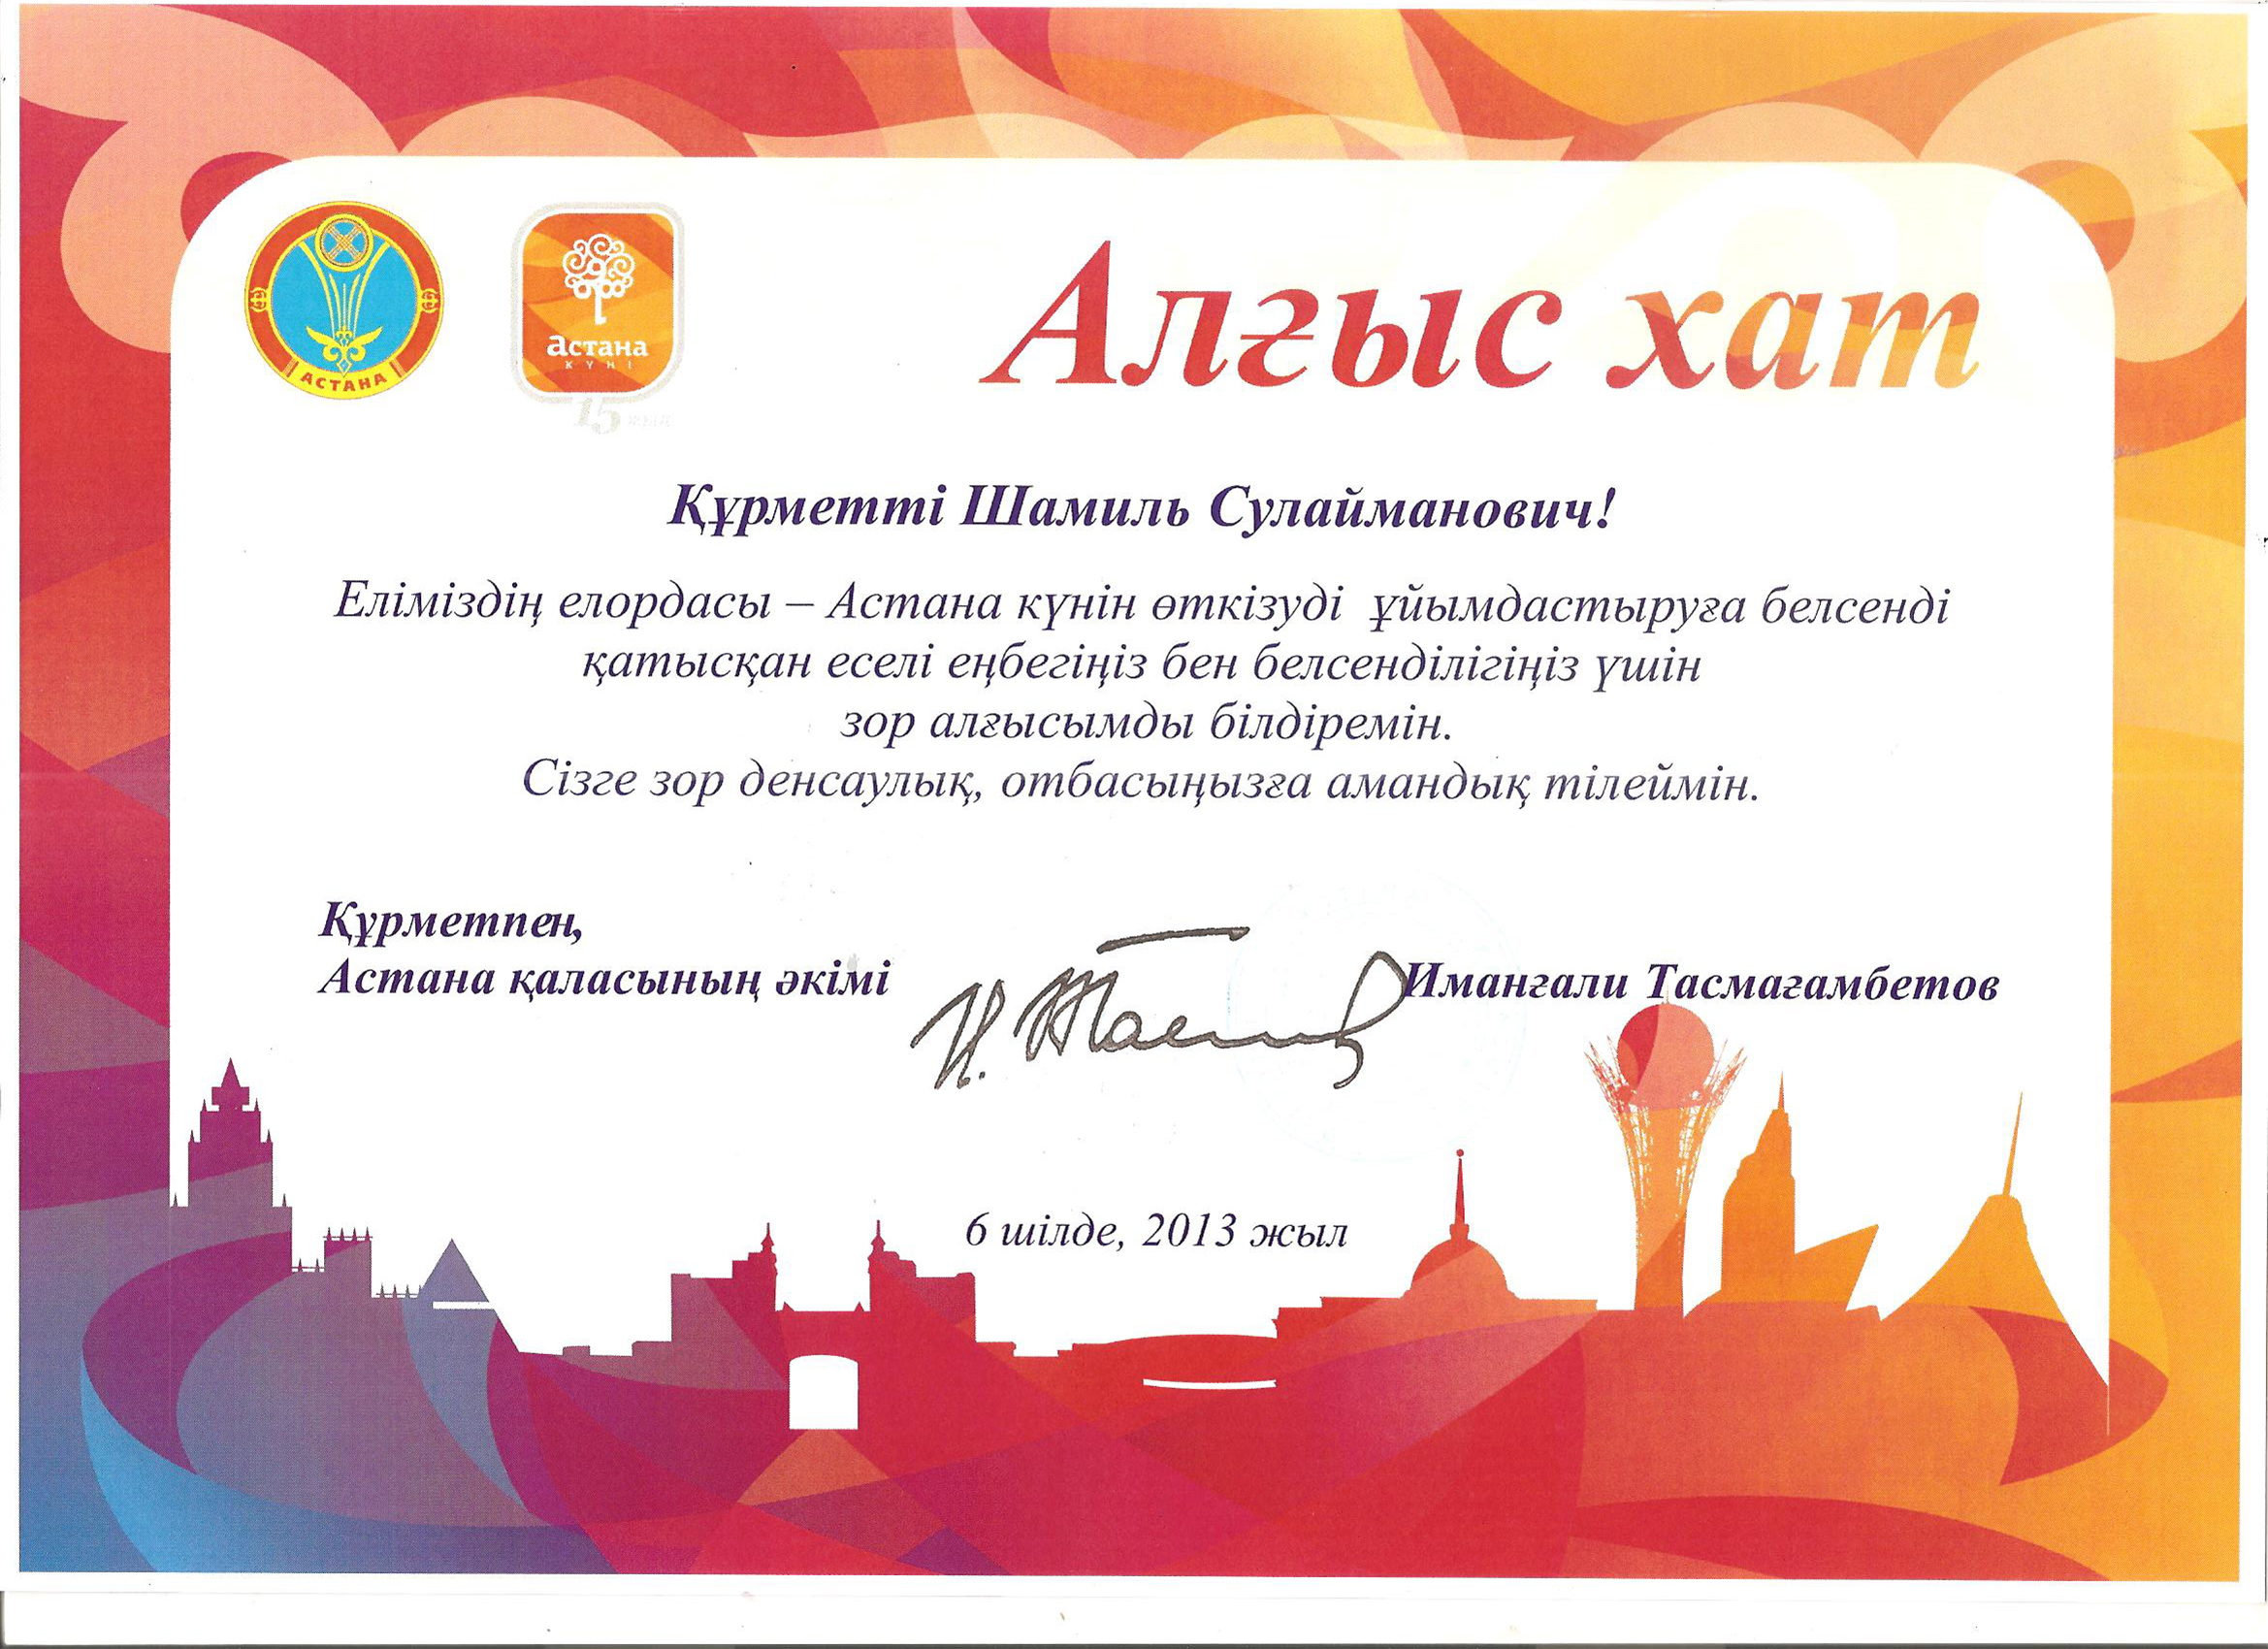 АСТАНА
астана
КҮНІ
15 жыл
Алғыс хат
Құрметті Шамиль Сулайманович!
Еліміздің елордасы – Астана күнін өткізуді ұйымдастыруға белсенді
қатысқан еселі еңбегіңіз бен белсенділігіңіз үшін
зор алғысымды білдіремін.
Сізге зор денсаулық, отбасыңызға амандық тілеймін.
Құрметпен,
Астана қаласының әкімі
Иманғали Тасмағамбетов
6 шілде, 2013 жыл